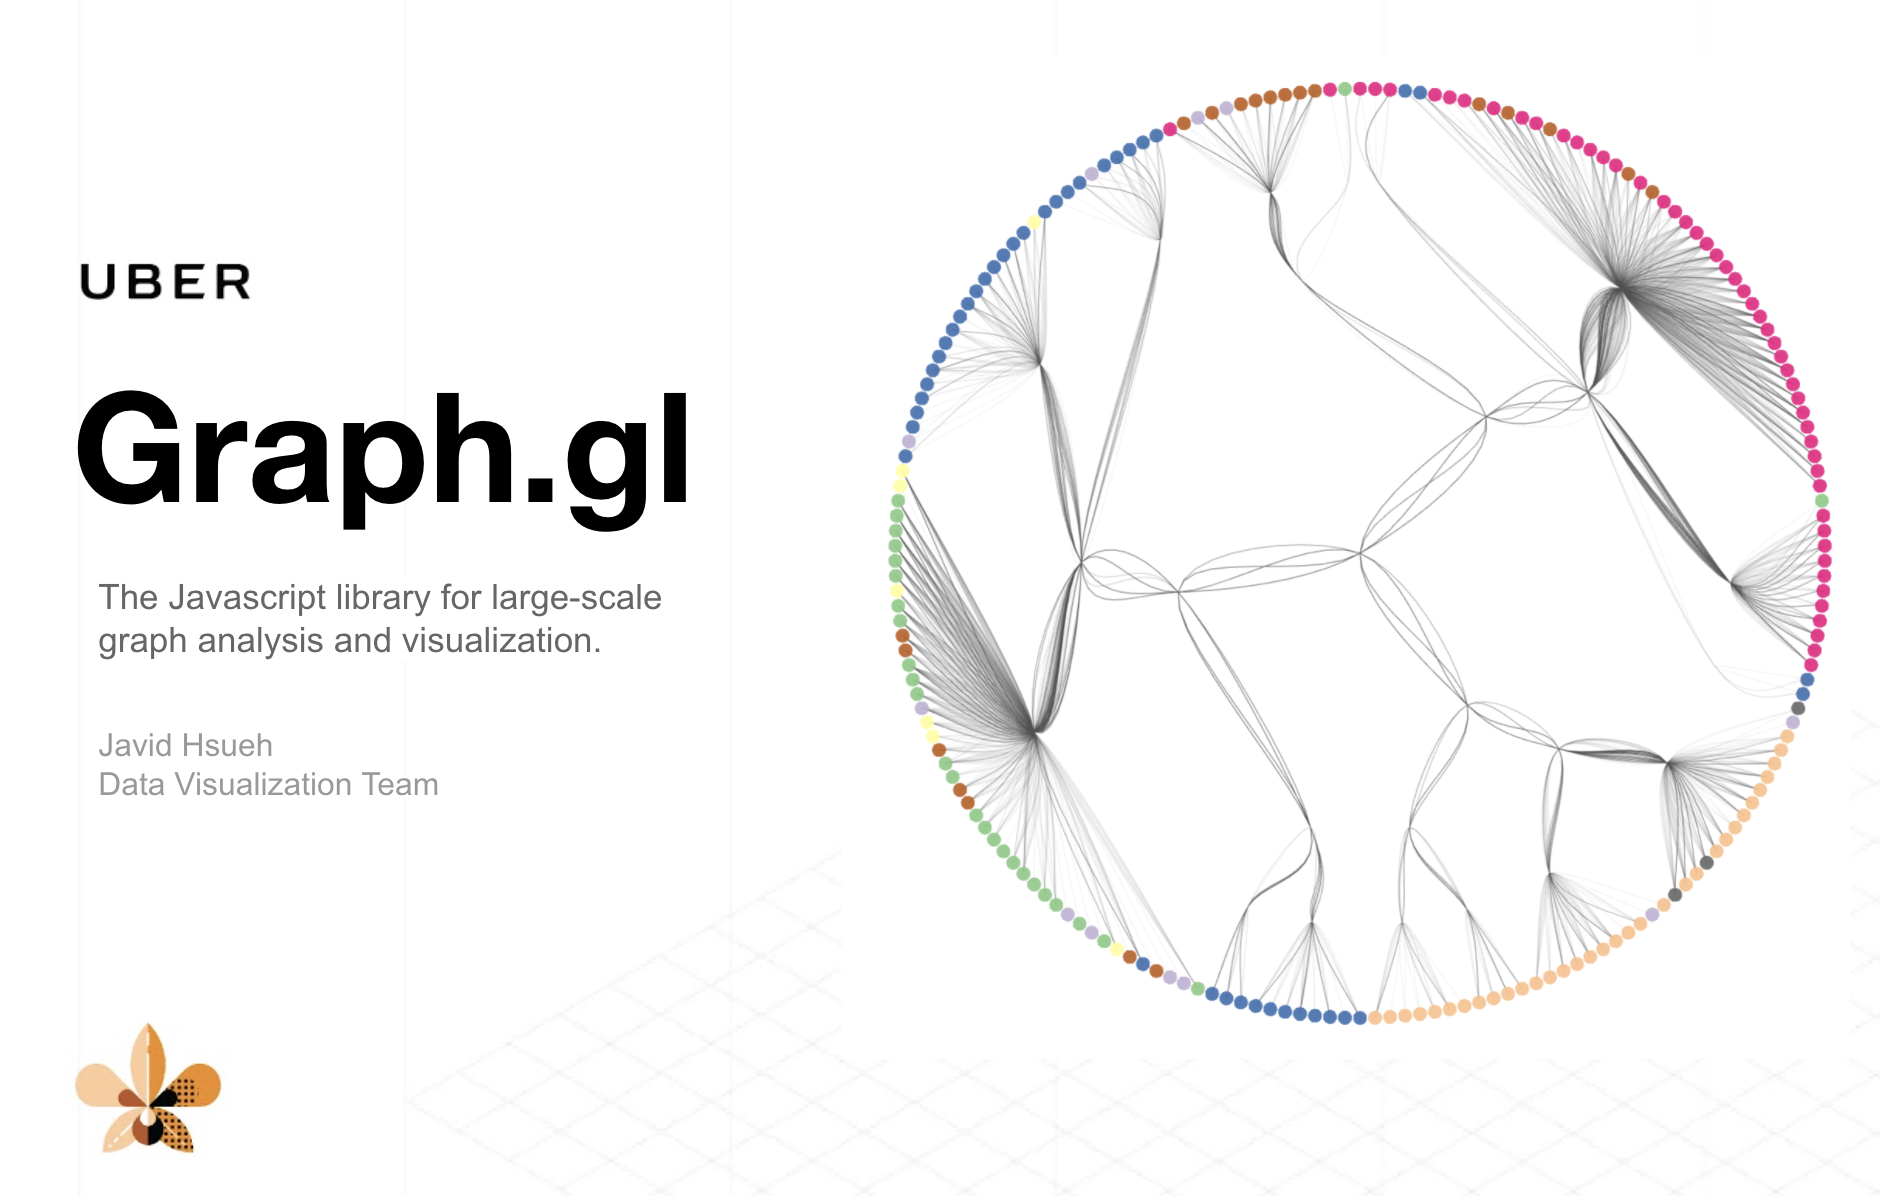 UBER
Graph.gl
The Javascript library for large-scale
graph analysis and visualization.
Javid Hsueh
Data Visualization Team